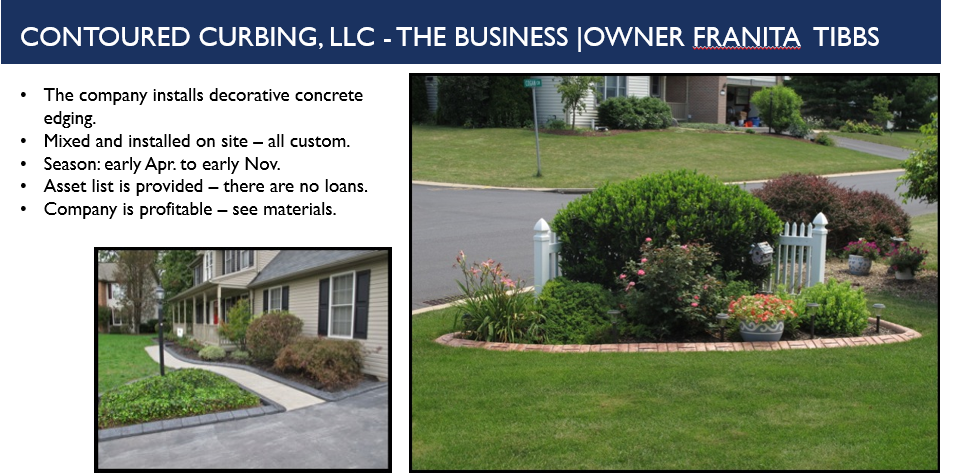 CONTOURED CURBING, LLC - THE BUSINESS |OWNER FRANITA TIBBS
• The company installs decorative concrete
edging.
• Mixed and installed on site – all custom.
• Season: early Apr. to early Nov.
• Asset list is provided – there are no loans.
• Company is profitable – see materials.